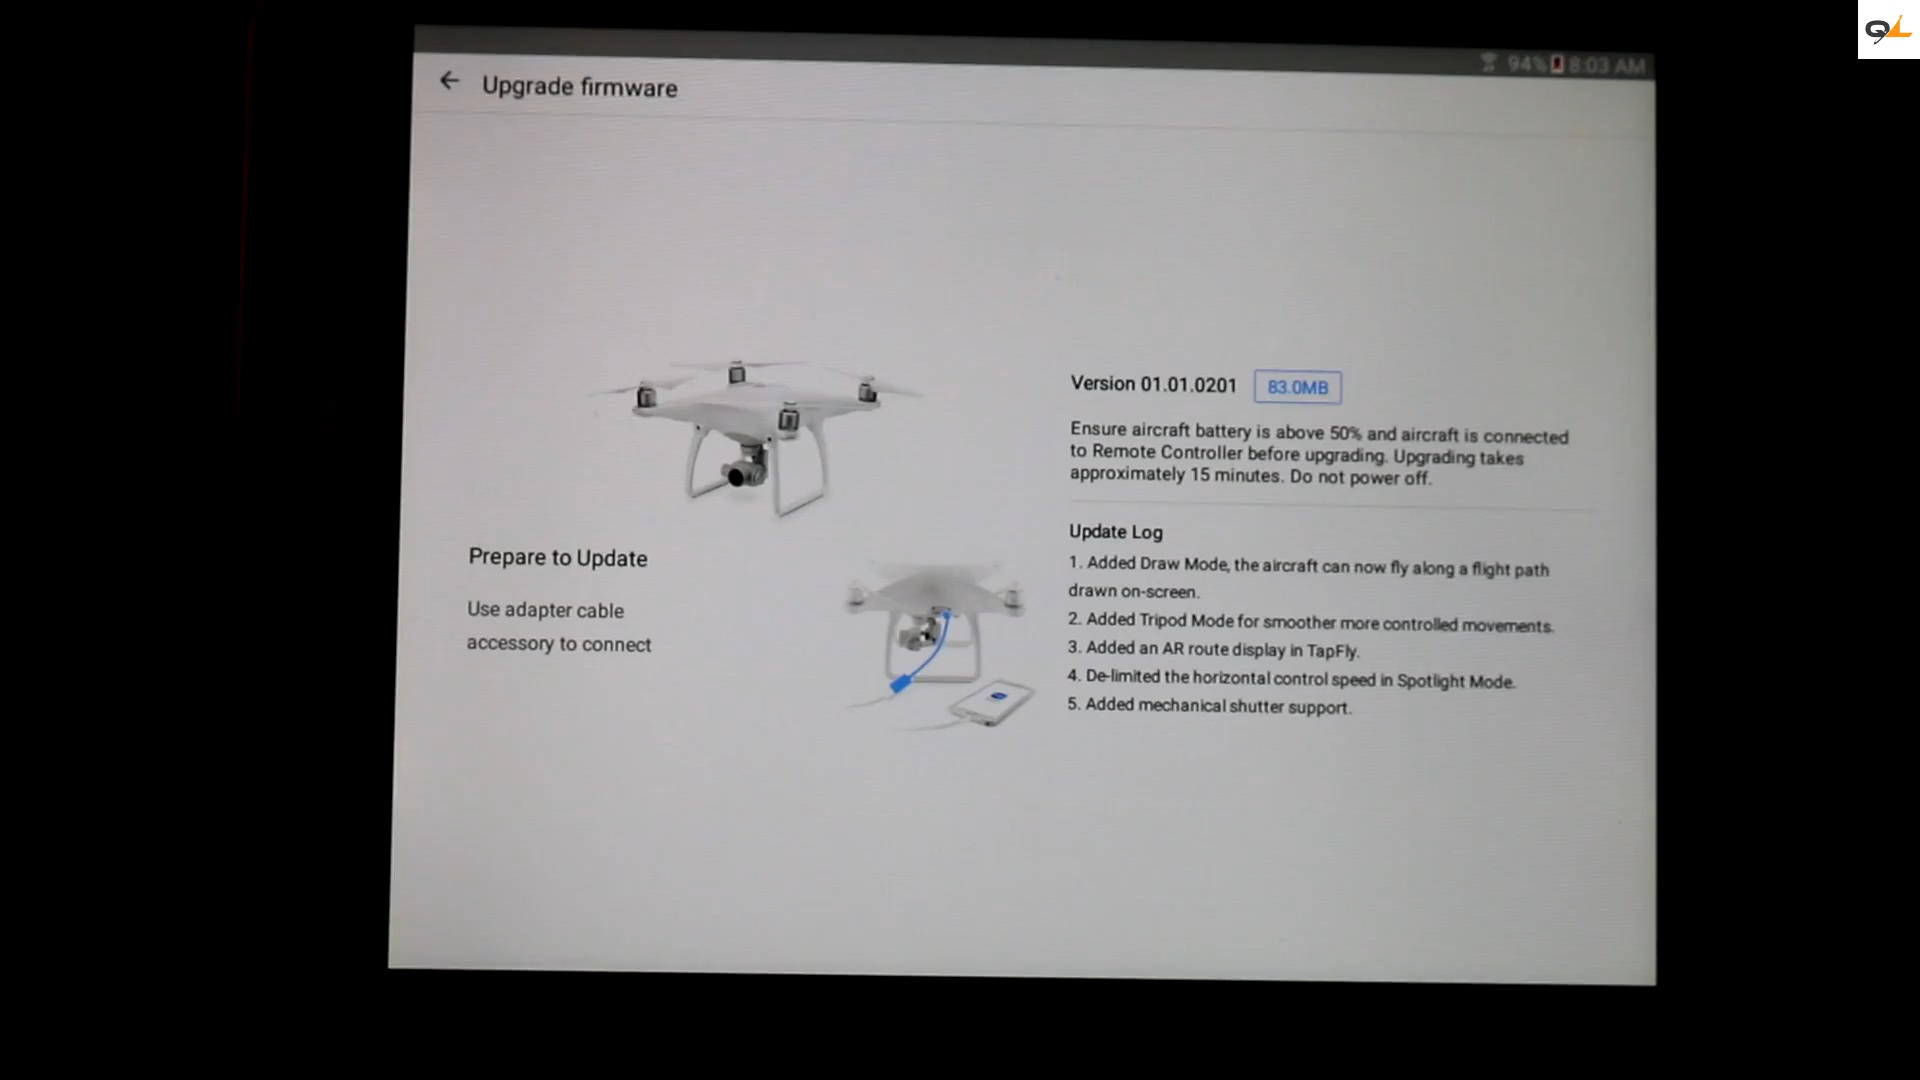 QL
94% 8:03 AM
Upgrade firmware
Version 01.01.0201 83.0MB
Ensure aircraft battery is above 50% and aircraft is connected
to Remote Controller before upgrading. Upgrading takes
approximately 15 minutes. Do not power off.
Prepare to Update
Use adapter cable
accessory to connect
Update Log
1. Added Draw Mode, the aircraft can now fly along a flight path
drawn on-screen.
2. Added Tripod Mode for smoother more controlled movements.
3. Added an AR route display in TapFly.
4. De-limited the horizontal control speed in Spotlight Mode.
5. Added mechanical shutter support.